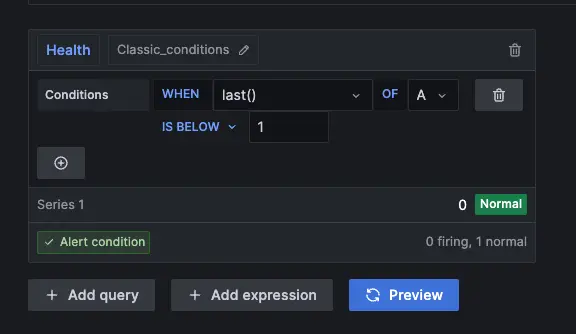 Health Classic_conditions
Conditions WHEN last() OF A
IS BELOW 1
Series 1 0 Normal
Alert condition 0 firing, 1 normal
Add query Add expression Preview